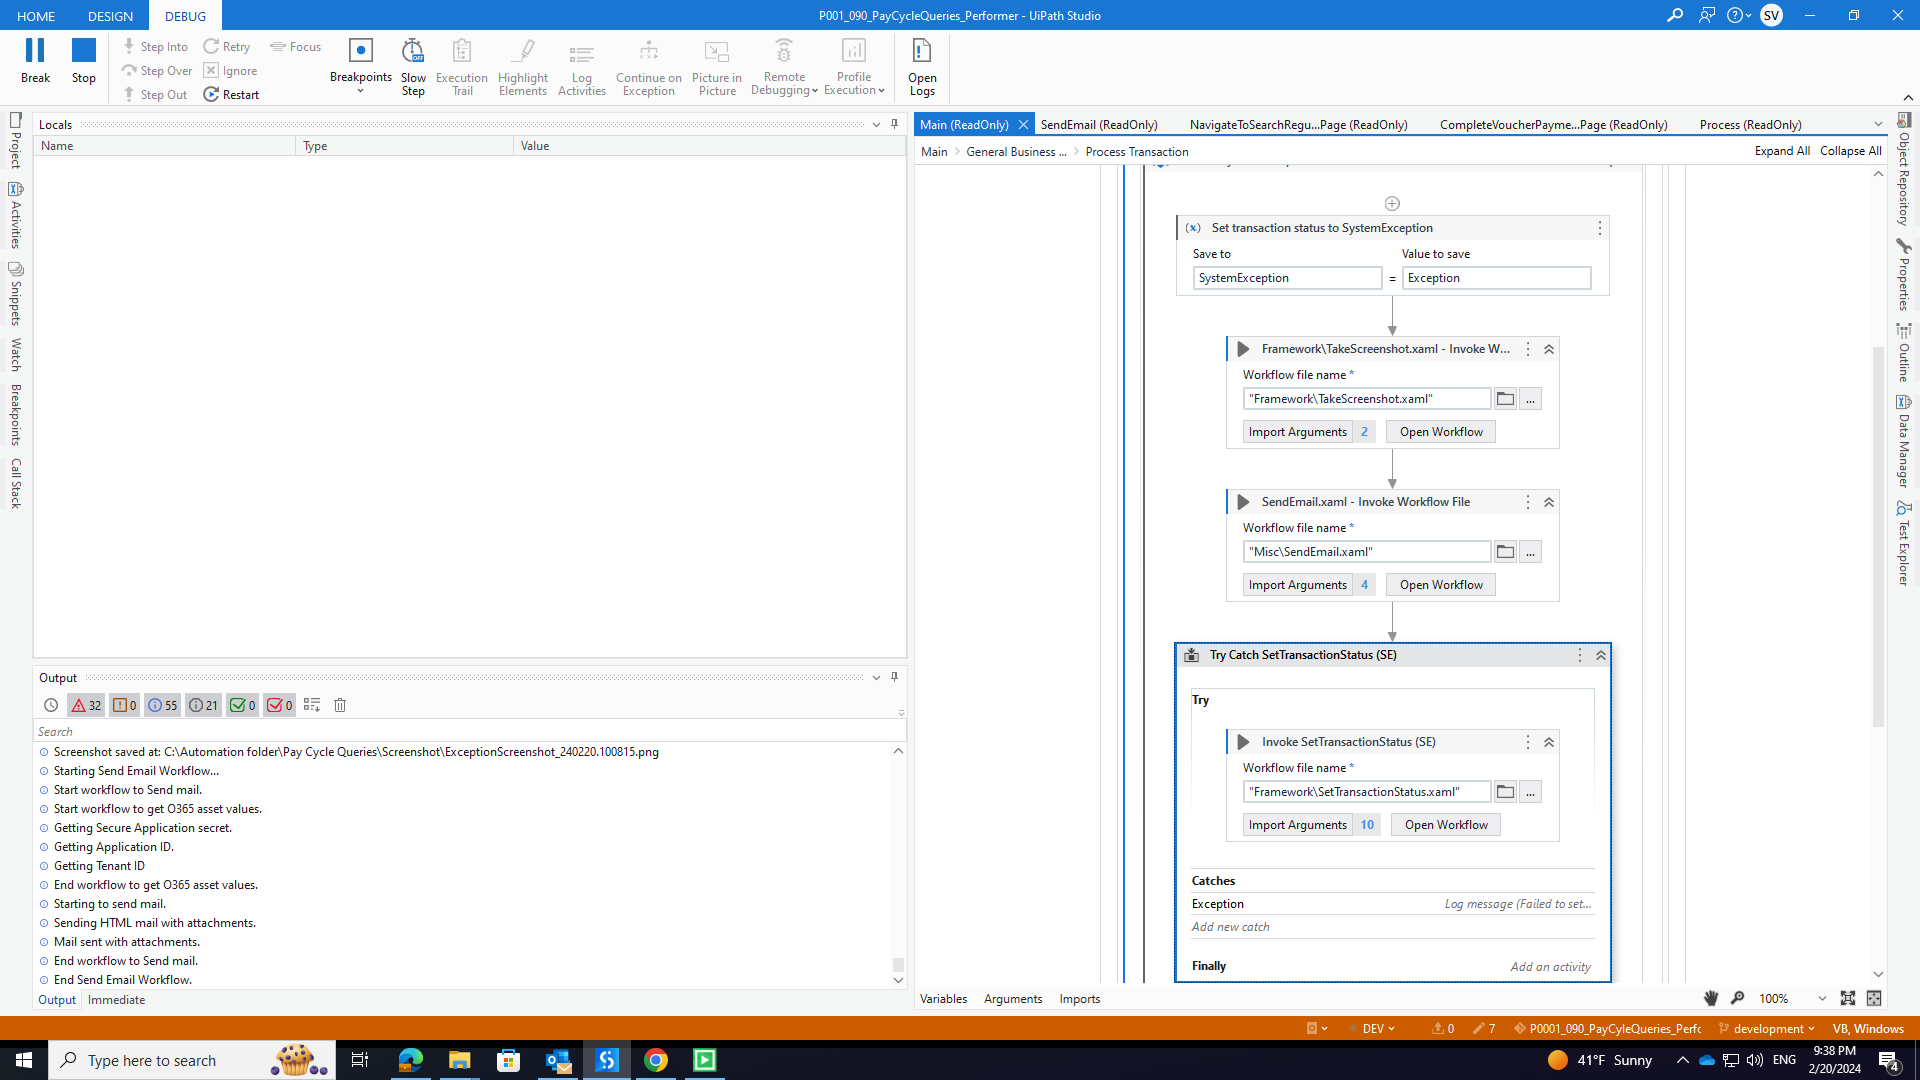 HOME DESIGN DEBUG
P001_090_PayCycleQueries_Performer - UiPath Studio
SV
Break
Stop
Step Into
Step Over
Step Out
Retry
Ignore
Restart
Focus
Breakpoints
Slow Step
Execution Trail
Highlight Elements
Log Activities
Continue on Exception
Picture in Picture
Remote Debugging
Profile Execution
Open Logs
Project
Activities
Snippets
Watch
Breakpoints
Call Stack
Locals
Name Type Value
Output
32 0 55 21 0 0
Search
Screenshot saved at: C:\Automation folder\Pay Cycle Queries\Screenshot\ExceptionScreenshot_240220.100815.png
Starting Send Email Workflow...
Start workflow to Send mail.
Start workflow to get O365 asset values.
Getting Secure Application secret.
Getting Application ID.
Getting Tenant ID
End workflow to get O365 asset values.
Starting to send mail.
Sending HTML mail with attachments.
Mail sent with attachments.
End workflow to Send mail.
End Send Email Workflow.
Output Immediate
Main (ReadOnly) SendEmail (ReadOnly) NavigateToSearchRegu...Page (ReadOnly) CompleteVoucherPayme...Page (ReadOnly) Process (ReadOnly)
Main General Business ... Process Transaction
Expand All Collapse All
(x) Set transaction status to SystemException
Save to Value to save
SystemException = Exception
Framework\TakeScreenshot.xaml - Invoke W...
Workflow file name *
"Framework\TakeScreenshot.xaml" ...
Import Arguments 2 Open Workflow
SendEmail.xaml - Invoke Workflow File
Workflow file name *
"Misc\SendEmail.xaml" ...
Import Arguments 4 Open Workflow
Try Catch SetTransactionStatus (SE)
Try
Invoke SetTransactionStatus (SE)
Workflow file name *
"Framework\SetTransactionStatus.xaml" ...
Import Arguments 10 Open Workflow
Catches
Exception Log message (Failed to set...
Add new catch
Finally Add an activity
Variables Arguments Imports
100%
Object Repository
Properties
Outline
Data Manager
Test Explorer
DEV 0 7 P0001_090_PayCyleQueries_Perfc development VB, Windows
Type here to search
41°F Sunny
ENG
9:38 PM
2/20/2024
4